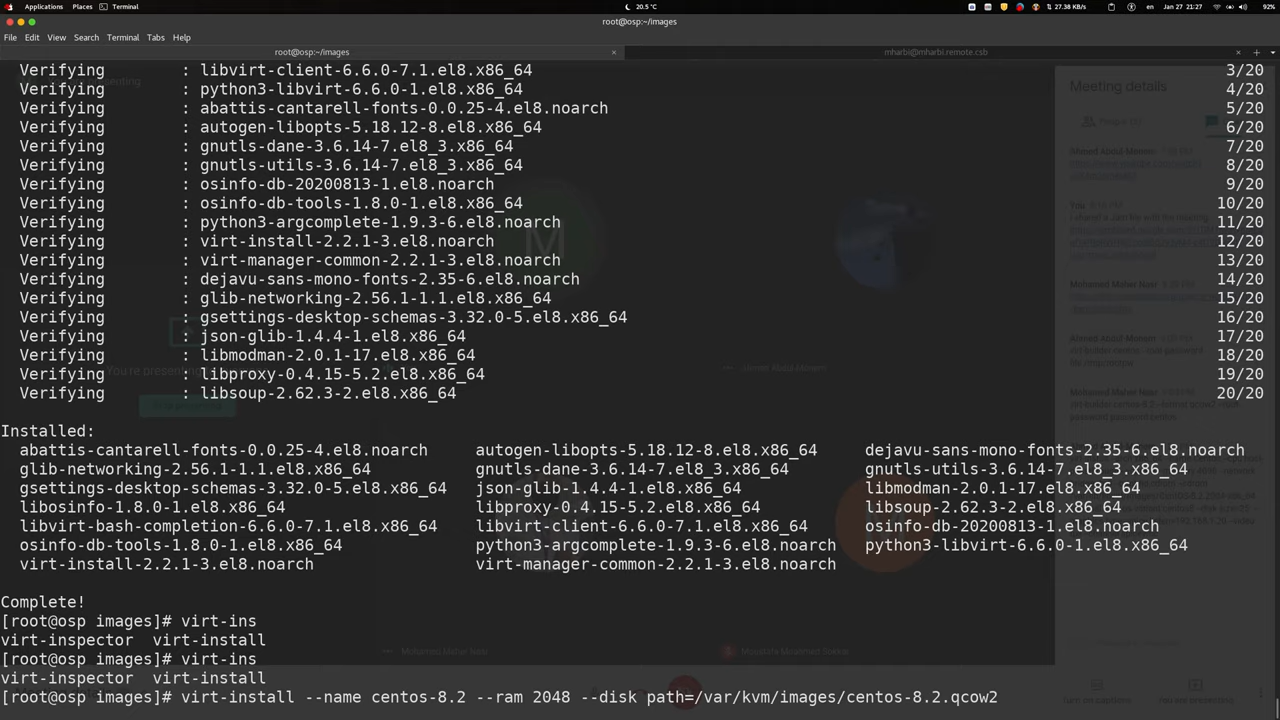 Applications Places Terminal 20.5 °C 27.38 KB/s en Jan 27 21:27 92%
root@osp:~/images
File Edit View Search Terminal Tabs Help
root@osp:~/images × mharbi@mharbi.remote.csb ×
Verifying : libvirt-client-6.6.0-7.1.el8.x86_64 3/20
Verifying : python3-libvirt-6.6.0-1.el8.x86_64 4/20
Verifying : abattis-cantarell-fonts-0.0.25-4.el8.noarch 5/20
Verifying : autogen-libopts-5.18.12-8.el8.x86_64 6/20
Verifying : gnutls-dane-3.6.14-7.el8_3.x86_64 7/20
Verifying : gnutls-utils-3.6.14-7.el8_3.x86_64 8/20
Verifying : osinfo-db-20200813-1.el8.noarch 9/20
Verifying : osinfo-db-tools-1.8.0-1.el8.x86_64 10/20
Verifying : python3-argcomplete-1.9.3-6.el8.noarch 11/20
Verifying : virt-install-2.2.1-3.el8.noarch 12/20
Verifying : virt-manager-common-2.2.1-3.el8.noarch 13/20
Verifying : dejavu-sans-mono-fonts-2.35-6.el8.noarch 14/20
Verifying : glib-networking-2.56.1-1.1.el8.x86_64 15/20
Verifying : gsettings-desktop-schemas-3.32.0-5.el8.x86_64 16/20
Verifying : json-glib-1.4.4-1.el8.x86_64 17/20
Verifying : libmodman-2.0.1-17.el8.x86_64 18/20
Verifying : libproxy-0.4.15-5.2.el8.x86_64 19/20
Verifying : libsoup-2.62.3-2.el8.x86_64 20/20
Installed:
abattis-cantarell-fonts-0.0.25-4.el8.noarch autogen-libopts-5.18.12-8.el8.x86_64 dejavu-sans-mono-fonts-2.35-6.el8.noarch
glib-networking-2.56.1-1.1.el8.x86_64 gnutls-dane-3.6.14-7.el8_3.x86_64 gnutls-utils-3.6.14-7.el8_3.x86_64
gsettings-desktop-schemas-3.32.0-5.el8.x86_64 json-glib-1.4.4-1.el8.x86_64 libmodman-2.0.1-17.el8.x86_64
libosinfo-1.8.0-1.el8.x86_64 libproxy-0.4.15-5.2.el8.x86_64 libsoup-2.62.3-2.el8.x86_64
libvirt-bash-completion-6.6.0-7.1.el8.x86_64 libvirt-client-6.6.0-7.1.el8.x86_64 osinfo-db-20200813-1.el8.noarch
osinfo-db-tools-1.8.0-1.el8.x86_64 python3-argcomplete-1.9.3-6.el8.noarch python3-libvirt-6.6.0-1.el8.x86_64
virt-install-2.2.1-3.el8.noarch virt-manager-common-2.2.1-3.el8.noarch
Complete!
[root@osp images]# virt-ins
virt-inspector virt-install
[root@osp images]# virt-ins
virt-inspector virt-install
[root@osp images]# virt-install --name centos-8.2 --ram 2048 --disk path=/var/kvm/images/centos-8.2.qcow2
Meeting details